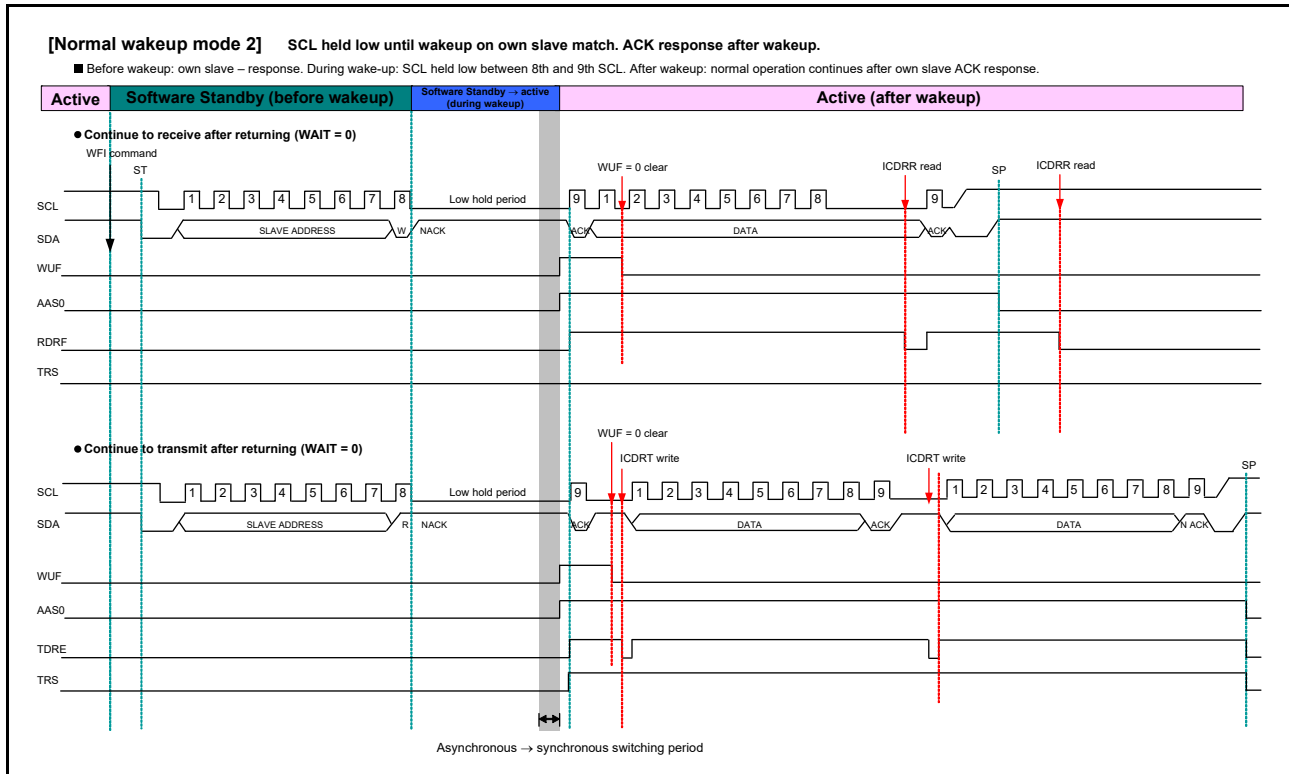 [Normal wakeup mode 2] SCL held low until wakeup on own slave match. ACK response after wakeup.
■ Before wakeup: own slave – response. During wake-up: SCL held low between 8th and 9th SCL. After wakeup: normal operation continues after own slave ACK response.
Active Software Standby (before wakeup) Software Standby → active (during wakeup) Active (after wakeup)
● Continue to receive after returning (WAIT = 0)
WFI command
ST
WUF = 0 clear
ICDRR read
SP
ICDRR read
SCL 1 2 3 4 5 6 7 8 Low hold period 9 1 2 3 4 5 6 7 8 9
SDA SLAVE ADDRESS W NACK ACK DATA ACK
WUF
AAS0
RDRF
TRS
● Continue to transmit after returning (WAIT = 0)
WUF = 0 clear
ICDRT write
ICDRT write
SP
SCL 1 2 3 4 5 6 7 8 Low hold period 9 1 2 3 4 5 6 7 8 9 1 2 3 4 5 6 7 8 9
SDA SLAVE ADDRESS R NACK ACK DATA ACK DATA N ACK
WUF
AAS0
TDRE
TRS
Asynchronous → synchronous switching period